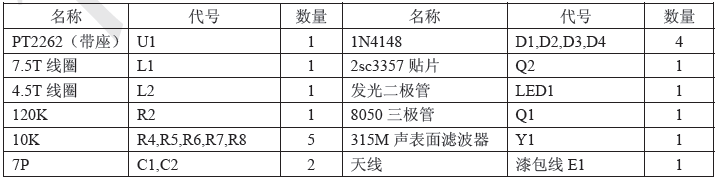 名称 代号 数量 名称 代号 数量
PT2262（带座） U1 1 1N4148 D1,D2,D3,D4 4
7.5T 线圈 L1 1 2sc3357 贴片 Q2 1
4.5T 线圈 L2 1 发光二极管 LED1 1
120K R2 1 8050 三极管 Q1 1
10K R4,R5,R6,R7,R8 5 315M 声表面滤波器 Y1 1
7P C1,C2 2 天线 漆包线 E1 1